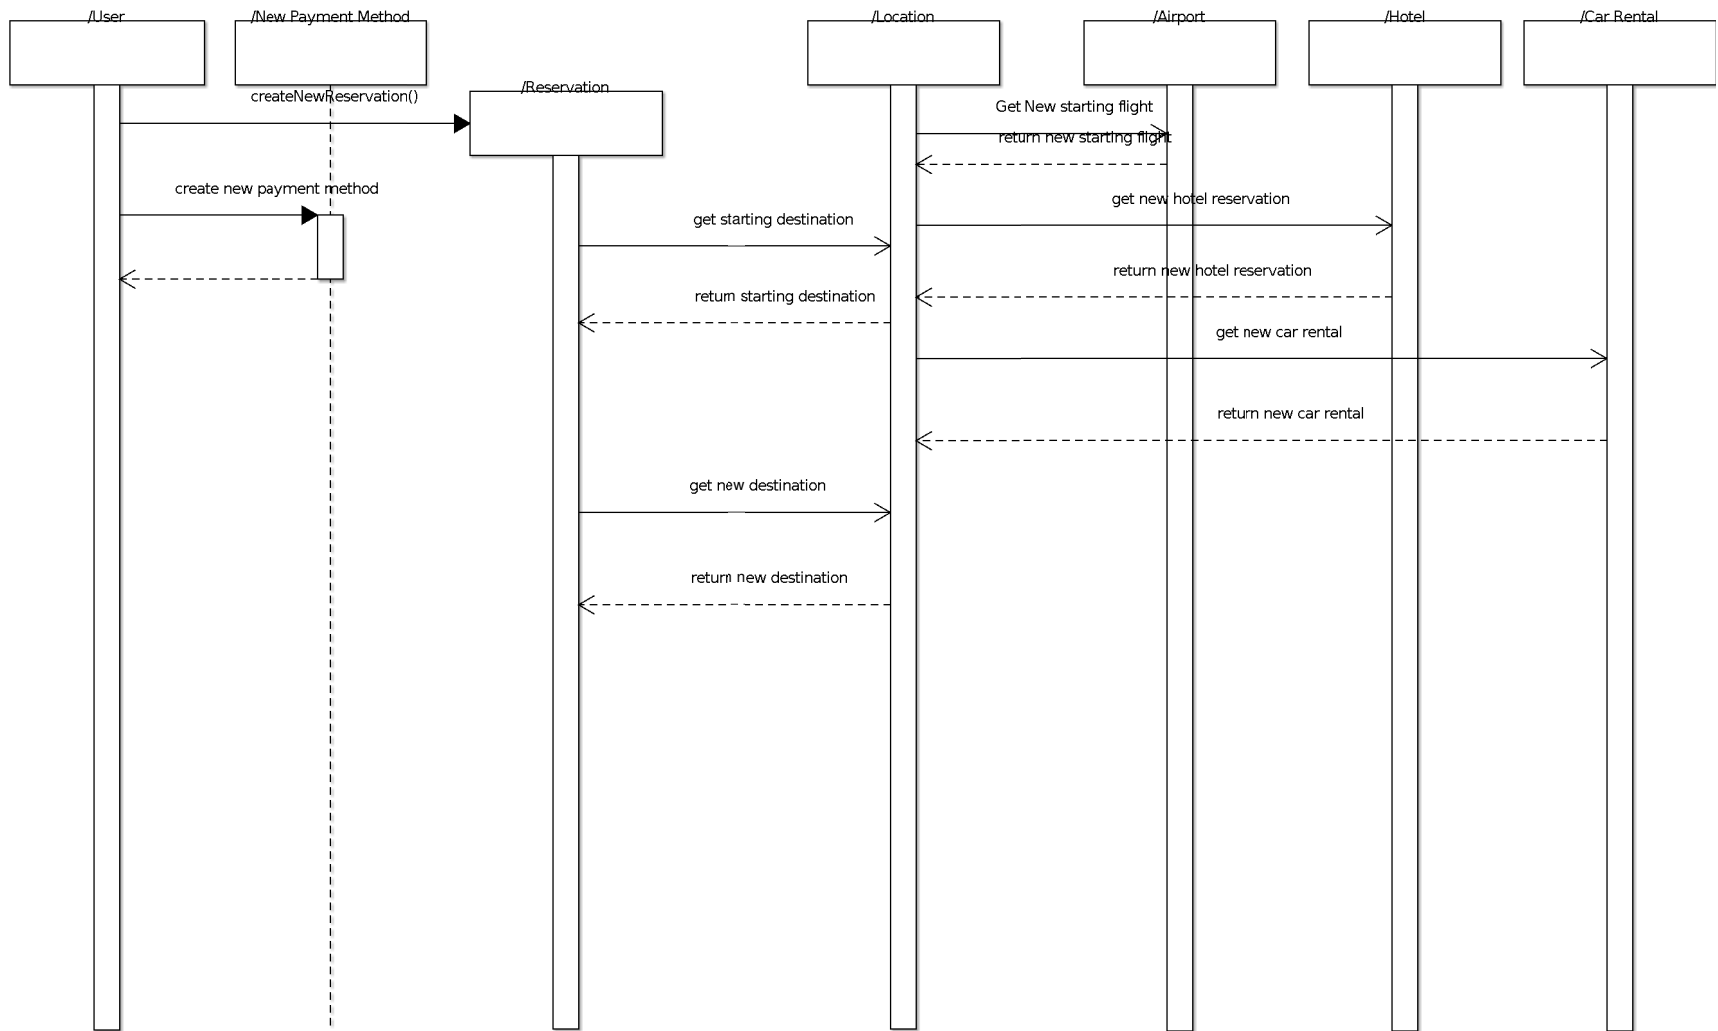 /User
/New Payment Method
/Location
/Airport
/Hotel
/Car Rental
/Reservation
createNewReservation()
Get New starting flight
return new starting flight
create new payment method
get new hotel reservation
get starting destination
return new hotel reservation
return starting destination
get new car rental
return new car rental
get new destination
return new destination